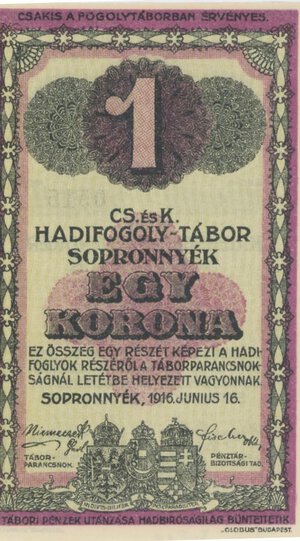 CSAKIS A FOGOLYTÁBORBAN ÉRVÉNYES.
1
CS. ÉS K.
HADIFOGOLY-TÁBOR
SOPRONNYÉK
EGY
KORONA
EZ ÖSSZEG EGY RÉSZÉT KÉPEZI A HADI-
FOGLYOK RÉSZÉRŐL A TÁBORPARANCSNOK-
SÁGNÁL LETÉTBE HELYEZETT VAGYONNAK.
SOPRONNYÉK, 1916. JUNIUS 16.
TÁBOR-
PARANCSNOK.
PÉNZTÁR-
BIZOTTSÁGI TAG.
TÁBORI PÉNZEK UTÁNZÁSA HADBIRÓSÁGILAG BÜNTETTETIK
„GLOBUS" BUDAPEST.